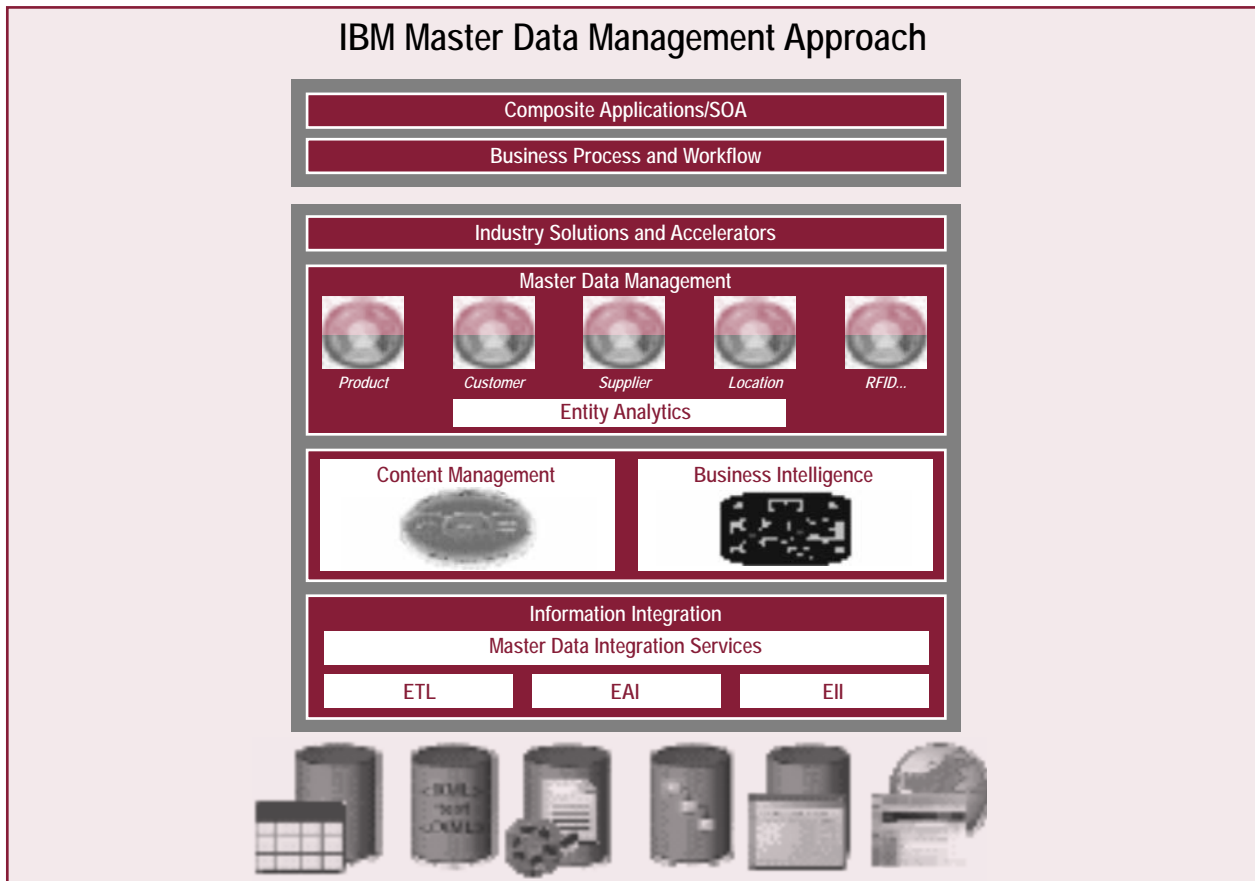 IBM Master Data Management Approach
Composite Applications/SOA
Business Process and Workflow
Industry Solutions and Accelerators
Master Data Management
Product Customer Supplier Location RFID...
Entity Analytics
Content Management Business Intelligence
Information Integration
Master Data Integration Services
ETL EAI EII